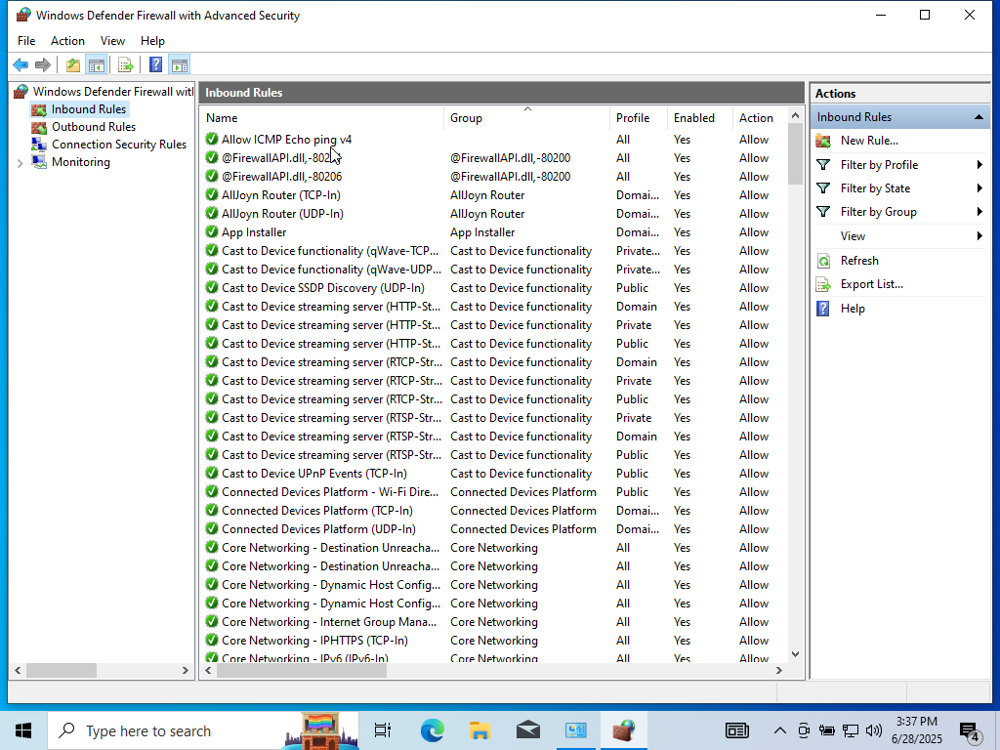 Windows Defender Firewall with Advanced Security
File Action View Help
Windows Defender Firewall wit
Inbound Rules
Outbound Rules
Connection Security Rules
Monitoring
Inbound Rules
Name Group Profile Enabled Action
Allow ICMP Echo ping v4 All Yes Allow
@FirewallAPI.dll,-802 @FirewallAPI.dll,-80200 All Yes Allow
@FirewallAPI.dll,-80206 @FirewallAPI.dll,-80200 All Yes Allow
AllJoyn Router (TCP-In) AllJoyn Router Domai... Yes Allow
AllJoyn Router (UDP-In) AllJoyn Router Domai... Yes Allow
App Installer App Installer Domai... Yes Allow
Cast to Device functionality (qWave-TCP... Cast to Device functionality Private... Yes Allow
Cast to Device functionality (qWave-UDP... Cast to Device functionality Private... Yes Allow
Cast to Device SSDP Discovery (UDP-In) Cast to Device functionality Public Yes Allow
Cast to Device streaming server (HTTP-St... Cast to Device functionality Domain Yes Allow
Cast to Device streaming server (HTTP-St... Cast to Device functionality Private Yes Allow
Cast to Device streaming server (HTTP-St... Cast to Device functionality Public Yes Allow
Cast to Device streaming server (RTCP-Str... Cast to Device functionality Domain Yes Allow
Cast to Device streaming server (RTCP-Str... Cast to Device functionality Private Yes Allow
Cast to Device streaming server (RTCP-Str... Cast to Device functionality Public Yes Allow
Cast to Device streaming server (RTSP-Str... Cast to Device functionality Private Yes Allow
Cast to Device streaming server (RTSP-Str... Cast to Device functionality Domain Yes Allow
Cast to Device streaming server (RTSP-Str... Cast to Device functionality Public Yes Allow
Cast to Device UPnP Events (TCP-In) Cast to Device functionality Public Yes Allow
Connected Devices Platform - Wi-Fi Dire... Connected Devices Platform Public Yes Allow
Connected Devices Platform (TCP-In) Connected Devices Platform Domai... Yes Allow
Connected Devices Platform (UDP-In) Connected Devices Platform Domai... Yes Allow
Core Networking - Destination Unreacha... Core Networking All Yes Allow
Core Networking - Destination Unreacha... Core Networking All Yes Allow
Core Networking - Dynamic Host Config... Core Networking All Yes Allow
Core Networking - Dynamic Host Config... Core Networking All Yes Allow
Core Networking - Internet Group Mana... Core Networking All Yes Allow
Core Networking - IPHTTPS (TCP-In) Core Networking All Yes Allow
Core Networking - IPv6 (IPv6-In) Core Networking All Yes Allow
Actions
Inbound Rules
New Rule...
Filter by Profile
Filter by State
Filter by Group
View
Refresh
Export List...
Help
Type here to search
3:37 PM
6/28/2025
4